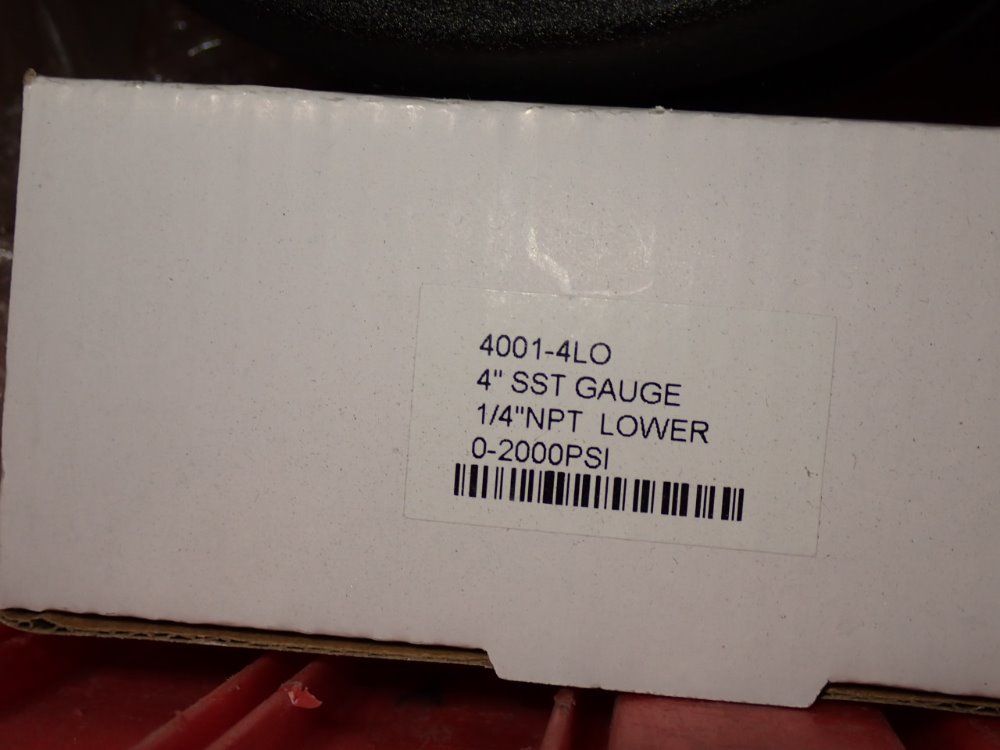 4001-4LO
4" SST GAUGE
1/4"NPT LOWER
0-2000PSI